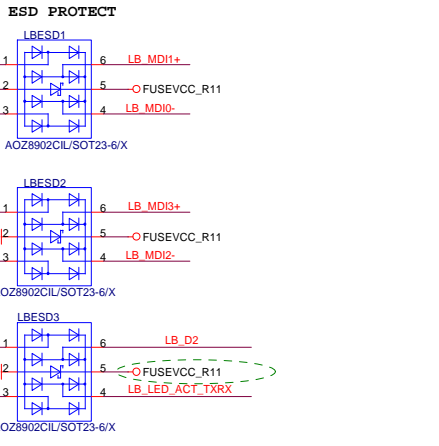 ESD PROTECT
LBESD1
1 6 LB_MDI1+
2 5 FUSEVCC_R11
3 4 LB_MDI0-
AOZ8902CIL/SOT23-6/X
LBESD2
1 6 LB_MDI3+
2 5 FUSEVCC_R11
3 4 LB_MDI2-
OZ8902CIL/SOT23-6/X
LBESD3
1 6 LB_D2
2 5 FUSEVCC_R11
3 4 LB_LED_ACT_TXRX
OZ8902CIL/SOT23-6/X